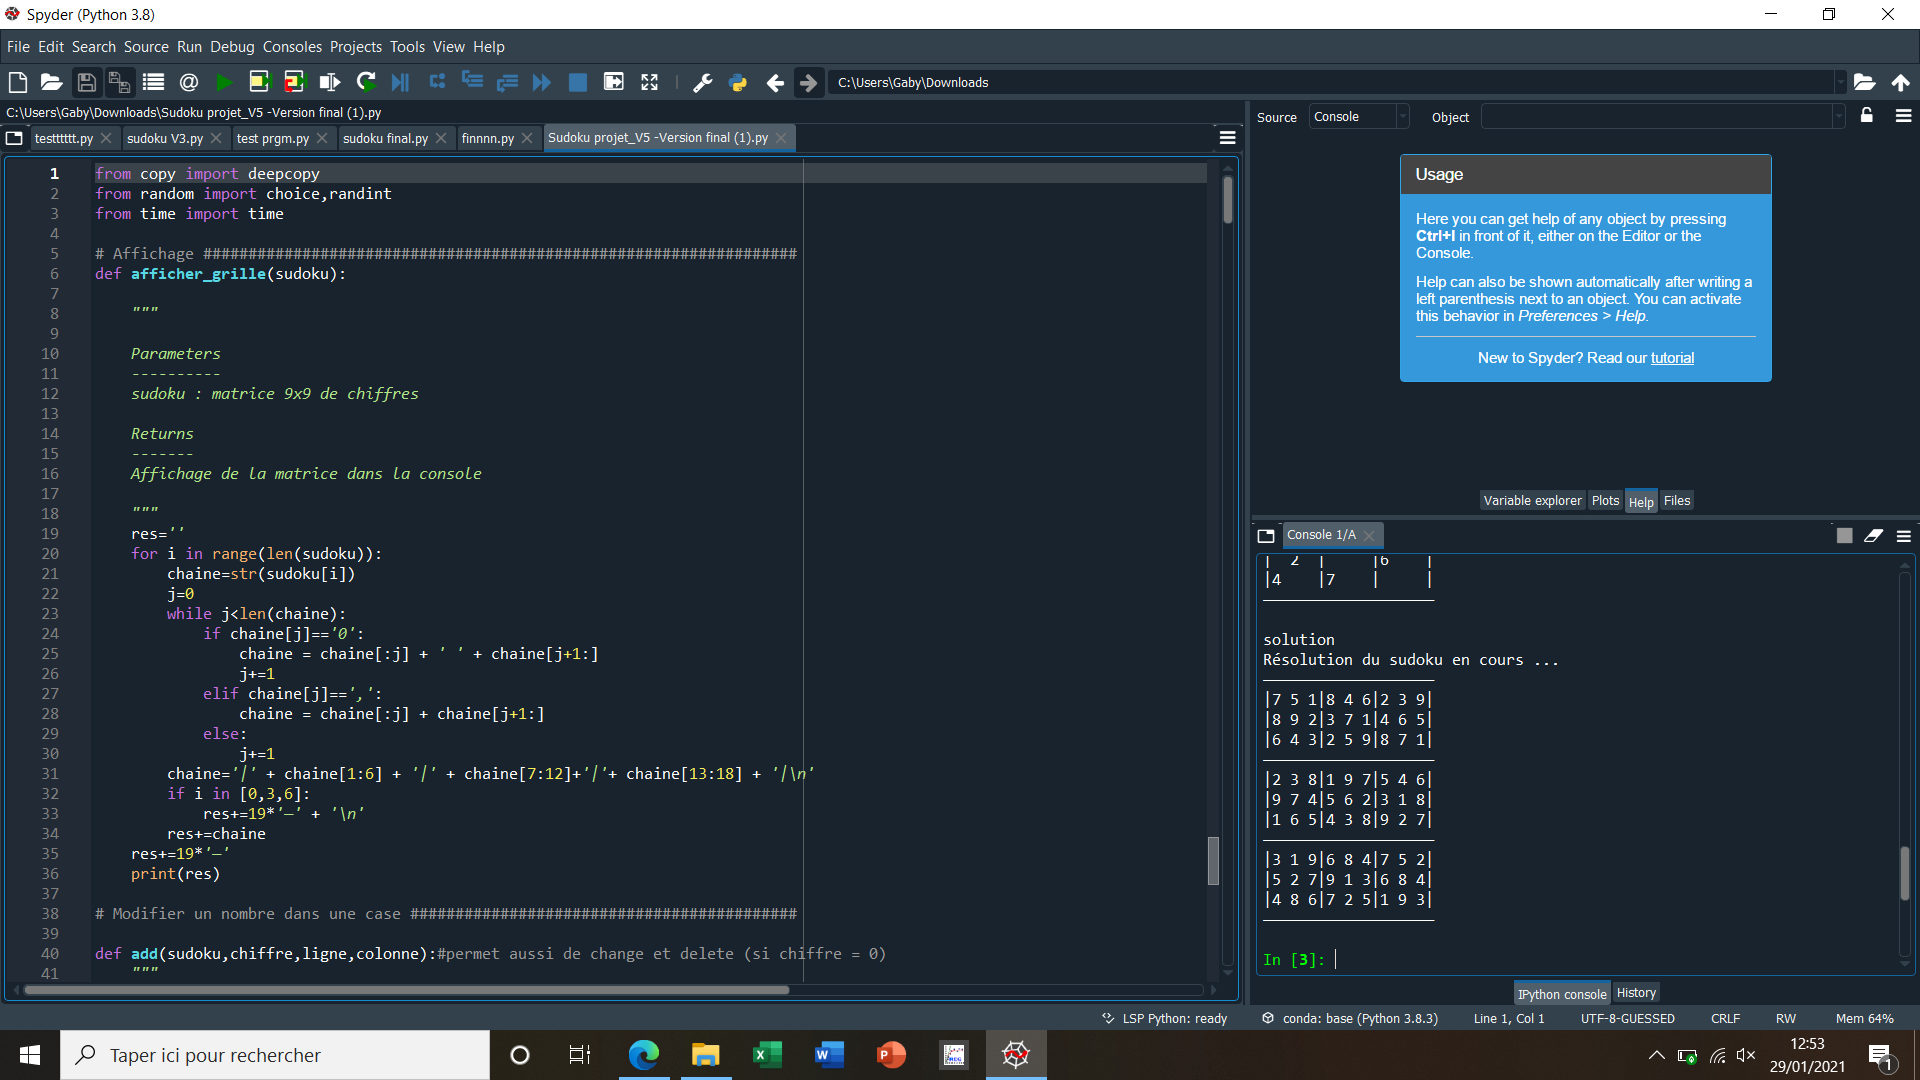 Spyder (Python 3.8)
File Edit Search Source Run Debug Consoles Projects Tools View Help
C:\Users\Gaby\Downloads
C:\Users\Gaby\Downloads\Sudoku projet_V5 -Version final (1).py
testttttt.py sudoku V3.py test prgm.py sudoku final.py finnnn.py Sudoku projet_V5 -Version final (1).py
1 from copy import deepcopy
2 from random import choice,randint
3 from time import time
4
5 # Affichage ##################################################################
6 def afficher_grille(sudoku):
7
8 """
9
10 Parameters
11 ----------
12 sudoku : matrice 9x9 de chiffres
13
14 Returns
15 -------
16 Affichage de la matrice dans la console
17
18 """
19 res=''
20 for i in range(len(sudoku)):
21 chaine=str(sudoku[i])
22 j=0
23 while j<len(chaine):
24 if chaine[j]=='0':
25 chaine = chaine[:j] + ' ' + chaine[j+1:]
26 j+=1
27 elif chaine[j]==',':
28 chaine = chaine[:j] + chaine[j+1:]
29 else:
30 j+=1
31 chaine='|' + chaine[1:6] + '|' + chaine[7:12]+'|'+ chaine[13:18] + '|\n'
32 if i in [0,3,6]:
33 res+=19*'—' + '\n'
34 res+=chaine
35 res+=19*'—'
36 print(res)
37
38 # Modifier un nombre dans une case ###########################################
39
40 def add(sudoku,chiffre,ligne,colonne):#permet aussi de change et delete (si chiffre = 0)
41 """
Source Console Object
Usage
Here you can get help of any object by pressing
Ctrl+I in front of it, either on the Editor or the
Console.
Help can also be shown automatically after writing a
left parenthesis next to an object. You can activate
this behavior in Preferences > Help.
New to Spyder? Read our tutorial
Variable explorer Plots Help Files
Console 1/A
|  2  |     |6    |
|4    |7    |     |
———————————————————
solution
Résolution du sudoku en cours ...
———————————————————
|7 5 1|8 4 6|2 3 9|
|8 9 2|3 7 1|4 6 5|
|6 4 3|2 5 9|8 7 1|
———————————————————
|2 3 8|1 9 7|5 4 6|
|9 7 4|5 6 2|3 1 8|
|1 6 5|4 3 8|9 2 7|
———————————————————
|3 1 9|6 8 4|7 5 2|
|5 2 7|9 1 3|6 8 4|
|4 8 6|7 2 5|1 9 3|
———————————————————
In [3]:
IPython console History
LSP Python: ready conda: base (Python 3.8.3) Line 1, Col 1 UTF-8-GUESSED CRLF RW Mem 64%
Taper ici pour rechercher
12:53
29/01/2021
1